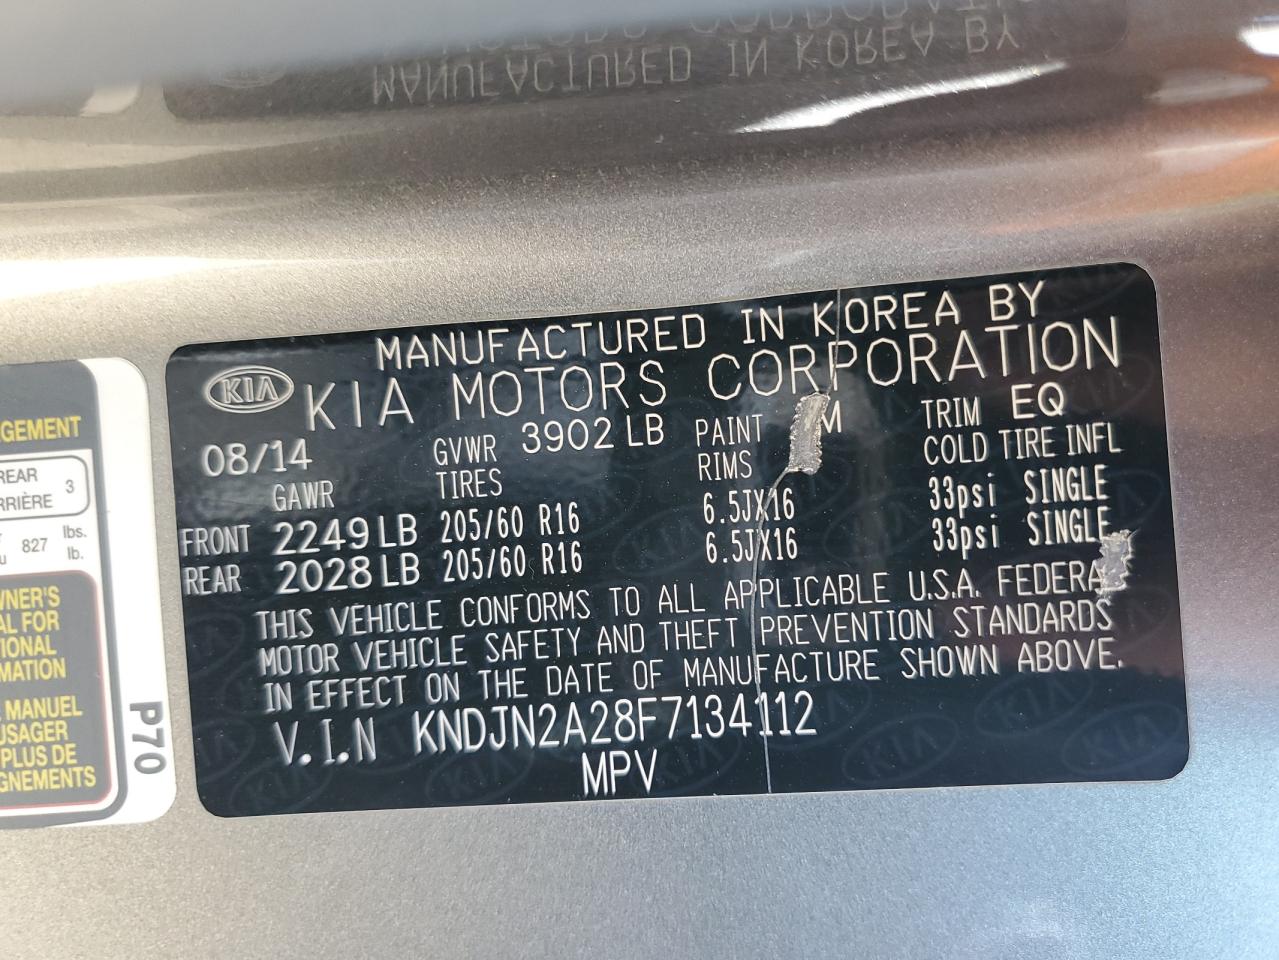 MANUFACTURED IN KOREA BY
MANUFACTURED IN KOREA BY
KIA KIA MOTORS CORPORATION
08/14 GVWR 3902 LB PAINT M TRIM EQ
GAWR TIRES RIMS COLD TIRE INFL
FRONT 2249 LB 205/60 R16 6.5JX16 33psi SINGLE
REAR 2028 LB 205/60 R16 6.5JX16 33psi SINGLE
THIS VEHICLE CONFORMS TO ALL APPLICABLE U.S.A. FEDERA
MOTOR VEHICLE SAFETY AND THEFT PREVENTION STANDARDS
IN EFFECT ON THE DATE OF MANUFACTURE SHOWN ABOVE.
V.I.N KNDJN2A28F7134112
MPV
GEMENT
REAR
RRIÈRE 3
827 lbs.
lb.
WNER'S
AL FOR
TIONAL
RMATION
MANUEL
USAGER
PLUS DE
GNEMENTS
P70